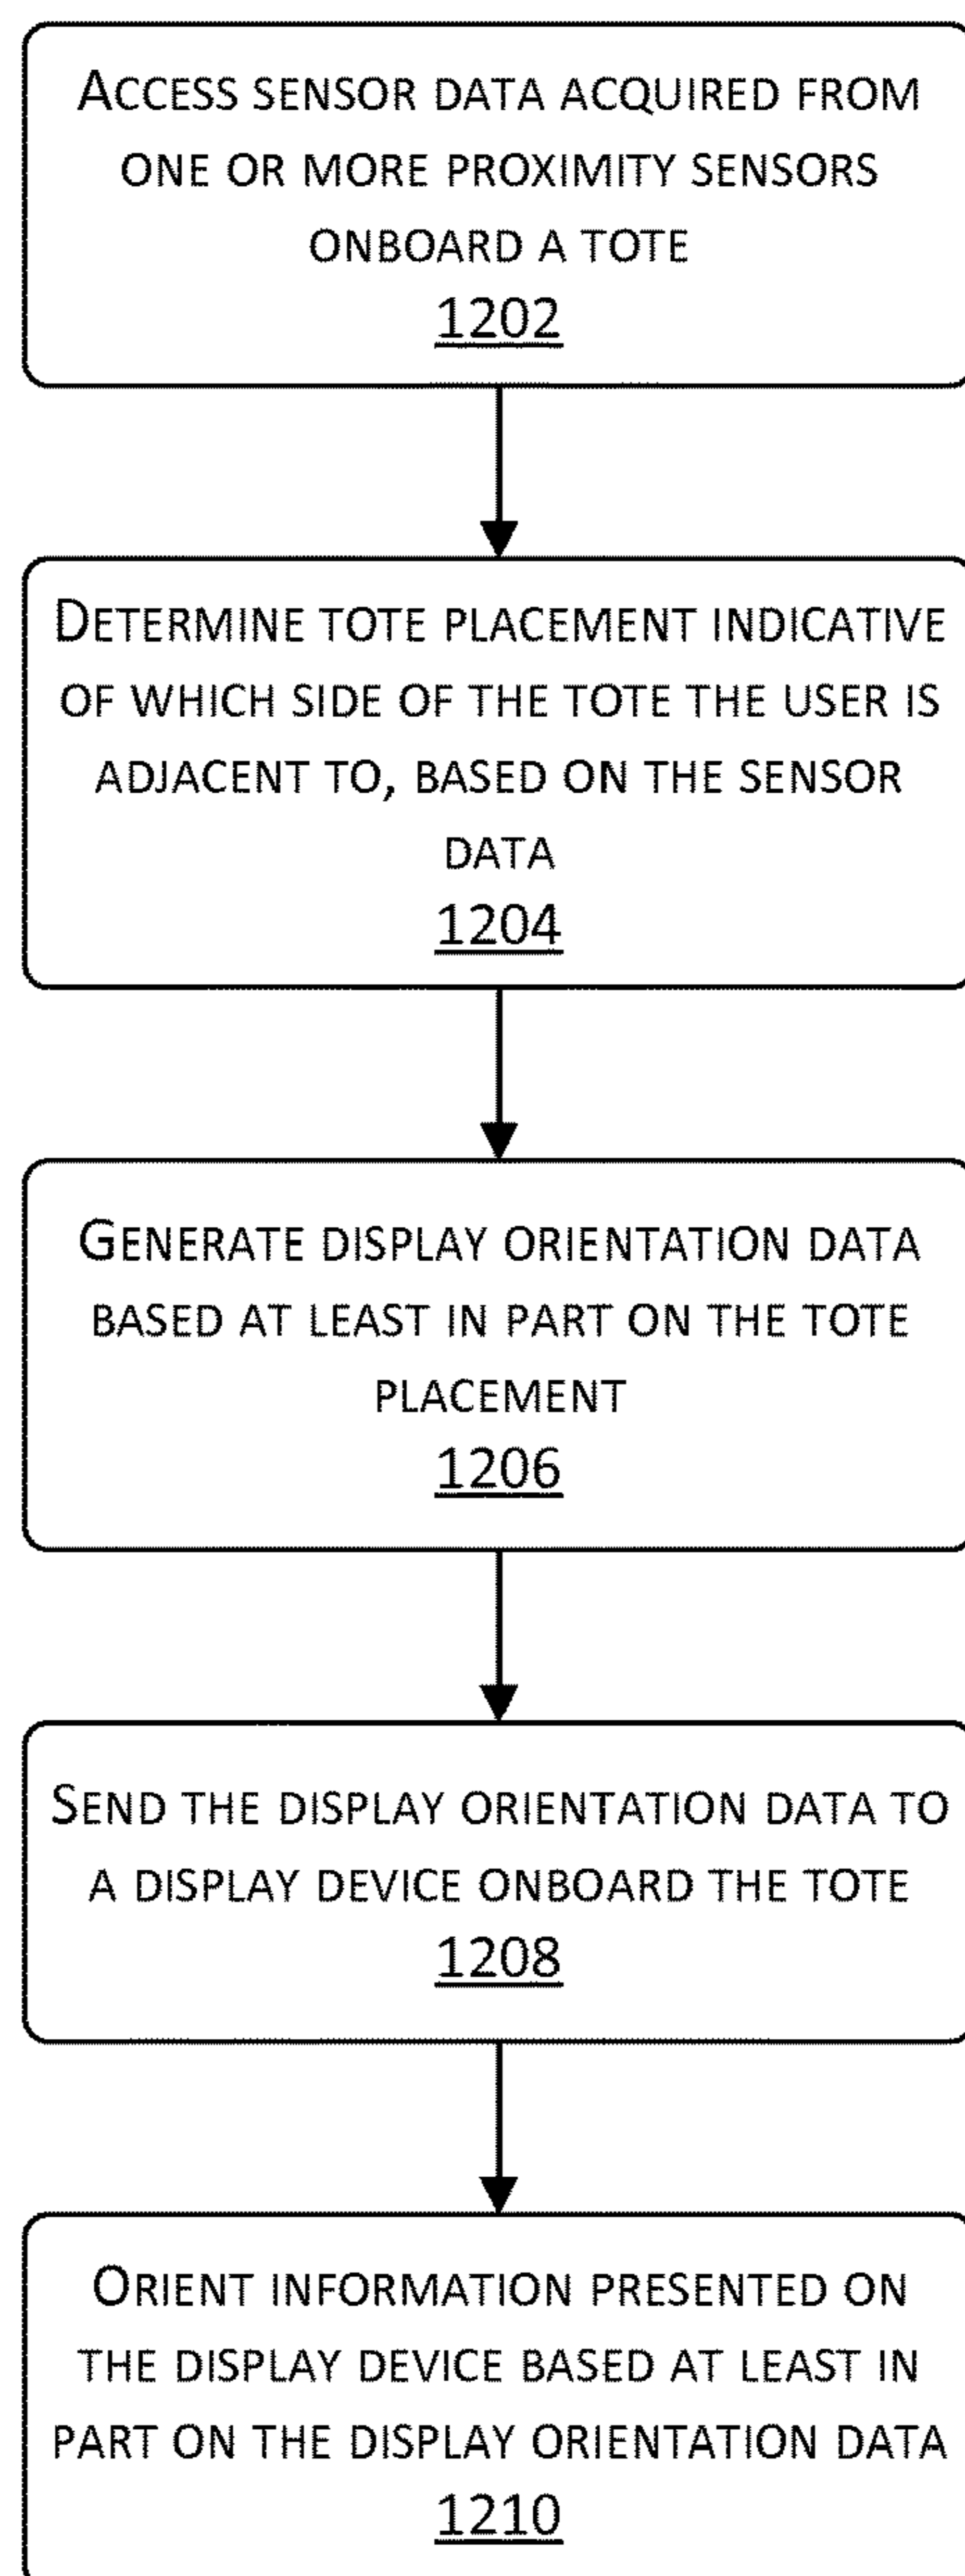 ACCESS SENSOR DATA ACQUIRED FROM
ONE OR MORE PROXIMITY SENSORS
ONBOARD A TOTE
1202
DETERMINE TOTE PLACEMENT INDICATIVE
OF WHICH SIDE OF THE TOTE THE USER IS
ADJACENT TO, BASED ON THE SENSOR
DATA
1204
GENERATE DISPLAY ORIENTATION DATA
BASED AT LEAST IN PART ON THE TOTE
PLACEMENT
1206
SEND THE DISPLAY ORIENTATION DATA TO
A DISPLAY DEVICE ONBOARD THE TOTE
1208
ORIENT INFORMATION PRESENTED ON
THE DISPLAY DEVICE BASED AT LEAST IN
PART ON THE DISPLAY ORIENTATION DATA
1210